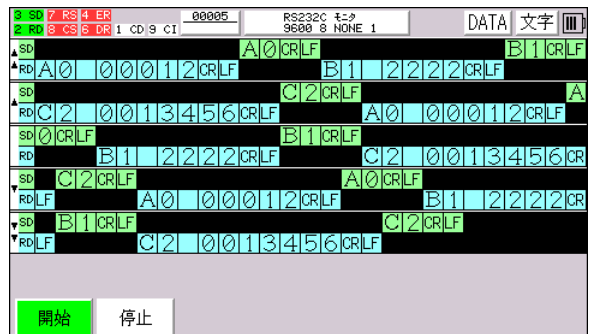 3 SD 7 RS 4 ER 00005 RS232C モニタ DATA 文字
2 RD 8 CS 6 DR 1 CD 9 CI 9600 8 NONE 1
SD A0CRLF B1CRLF
RD A0 00012CRLF B1 2222CRLF
SD C2CRLF A
RD C2 0013456CRLF A0 00012CRLF
SD 0CRLF B1CRLF
RD B1 2222CRLF C2 0013456CR
SD C2CRLF A0CRLF
RD LF A0 00012CRLF B1 2222CR
SD B1CRLF C2CRLF
RD LF C2 0013456CRLF
開始 停止